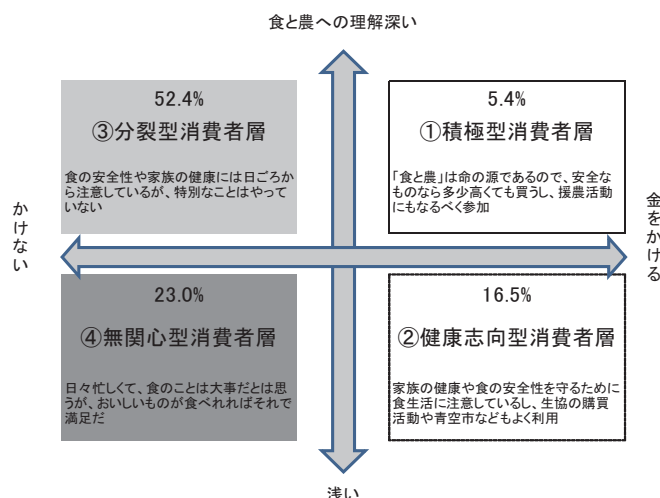 食と農への理解深い
52.4%
③分裂型消費者層
食の安全性や家族の健康には日ごろか
ら注意しているが、特別なことはやって
いない
5.4%
①積極型消費者層
「食と農」は命の源であるので、安全な
ものなら多少高くても買うし、援農活動
にもなるべく参加
かけない
金をかける
23.0%
④無関心型消費者層
日々忙しくて、食のことは大事だとは思
うが、おいしいものが食べれればそれで
満足だ
16.5%
②健康志向型消費者層
家族の健康や食の安全性を守るために
食生活に注意しているし、生協の購買
活動や青空市などもよく利用
浅い